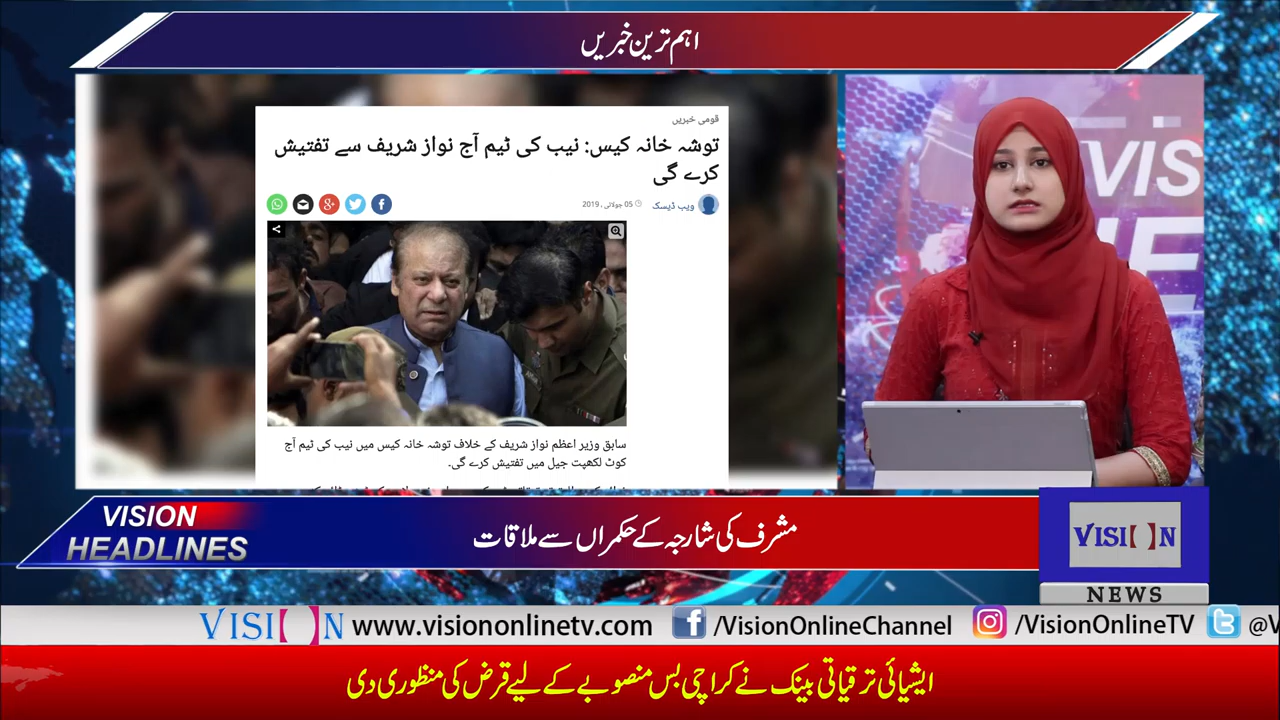 اہم ترین خبریں
قومی خبریں
توشہ خانہ کیس: نیب کی ٹیم آج نواز شریف سے تفتیش
کرے گی
ویب ڈیسک
05 جولائی ، 2019
سابق وزیر اعظم نواز شریف کے خلاف توشہ خانہ کیس میں نیب کی ٹیم آج
کوٹ لکھپت جیل میں تفتیش کرے گی۔
VIS
NE
VISION
HEADLINES
مشرف کی شارجہ کے حکمراں سے ملاقات
VISION
NEWS
VISION www.visiononlinetv.com /VisionOnlineChannel /VisionOnlineTV @V
ایشیائی ترقیاتی بینک نے کراچی بس منصوبے کے لیے قرض کی منظوری دی